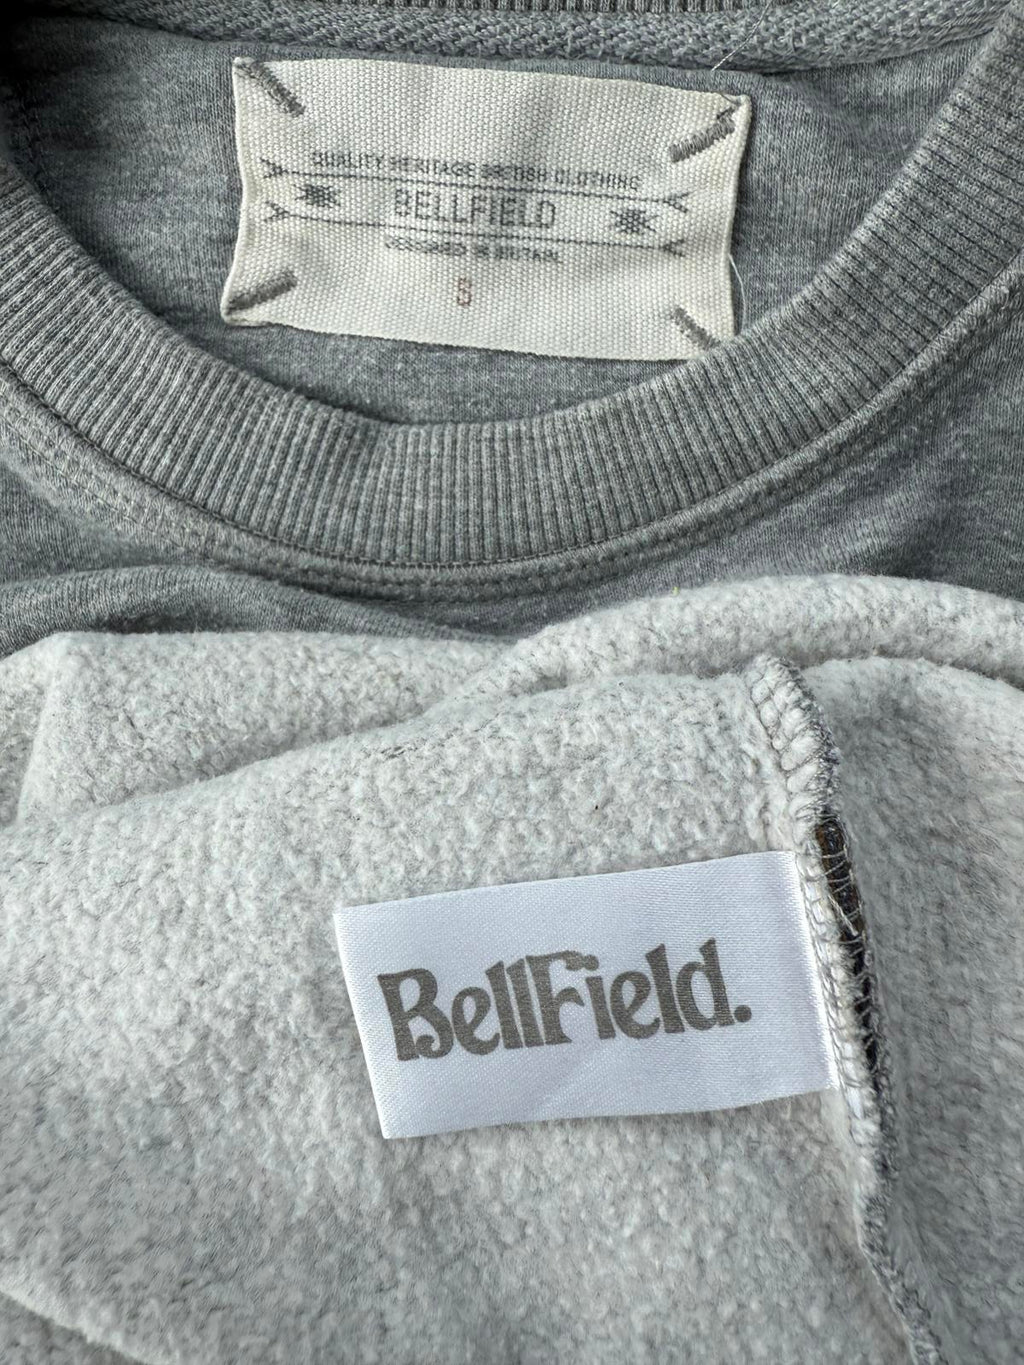 QUALITY HERITAGE BRITISH CLOTHING
BELLFIELD
DESIGNED IN BRITAIN
S
BellField.